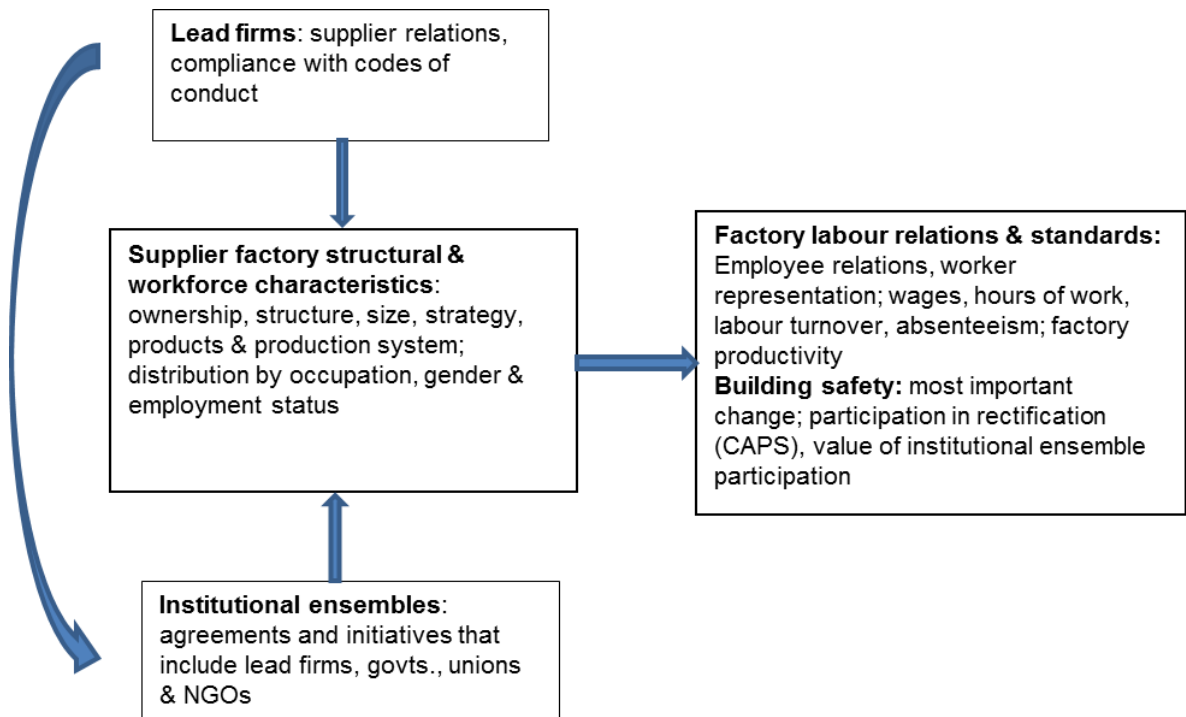 Lead firms: supplier relations,
compliance with codes of
conduct
Supplier factory structural &
workforce characteristics:
ownership, structure, size, strategy,
products & production system;
distribution by occupation, gender &
employment status
Factory labour relations & standards:
Employee relations, worker
representation; wages, hours of work,
labour turnover, absenteeism; factory
productivity
Building safety: most important
change; participation in rectification
(CAPS), value of institutional ensemble
participation
Institutional ensembles:
agreements and initiatives that
include lead firms, govts., unions
& NGOs